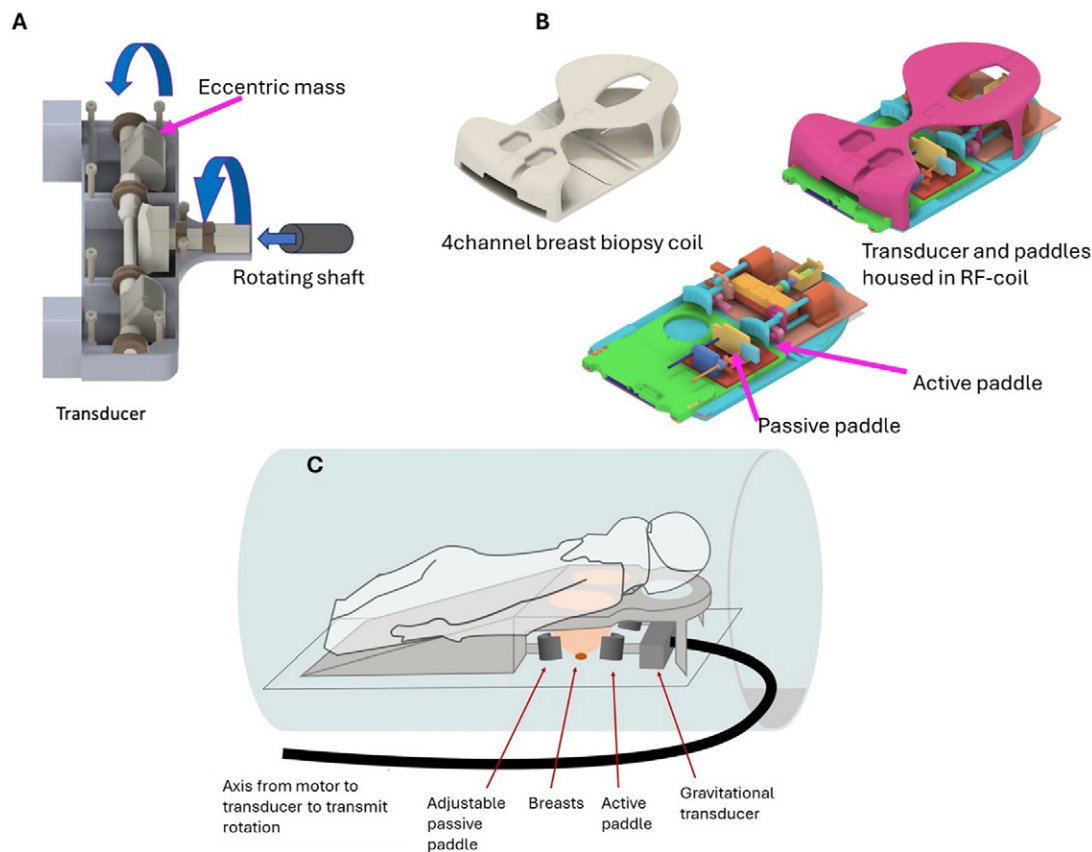 A
Eccentric mass
Rotating shaft
Transducer
B
4channel breast biopsy coil
Transducer and paddles
housed in RF-coil
Active paddle
Passive paddle
C
Axis from motor to
transducer to transmit
rotation
Adjustable
passive
paddle
Breasts
Active
paddle
Gravitational
transducer